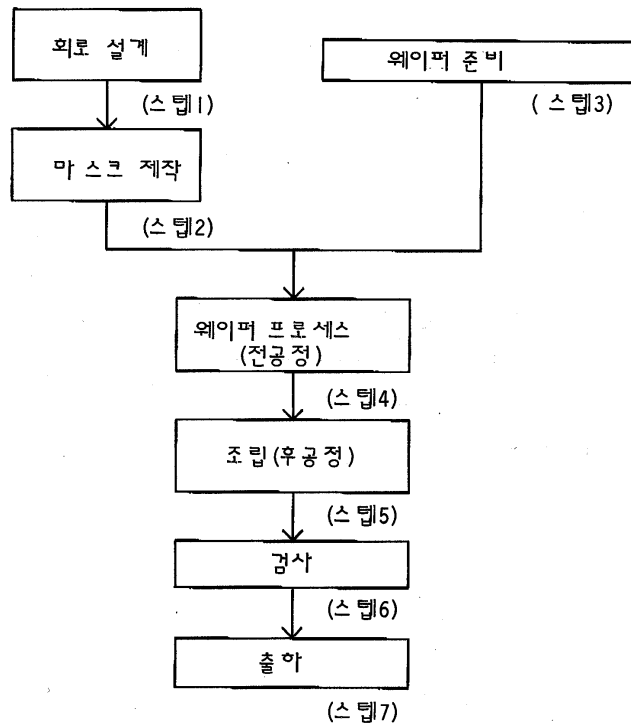 회로 설계
(스텝1)
웨이퍼 준비
(스텝3)
마스크 제작
(스텝2)
웨이퍼 프로세스
(전공정)
(스텝4)
조립(후공정)
(스텝5)
검사
(스텝6)
출하
(스텝7)